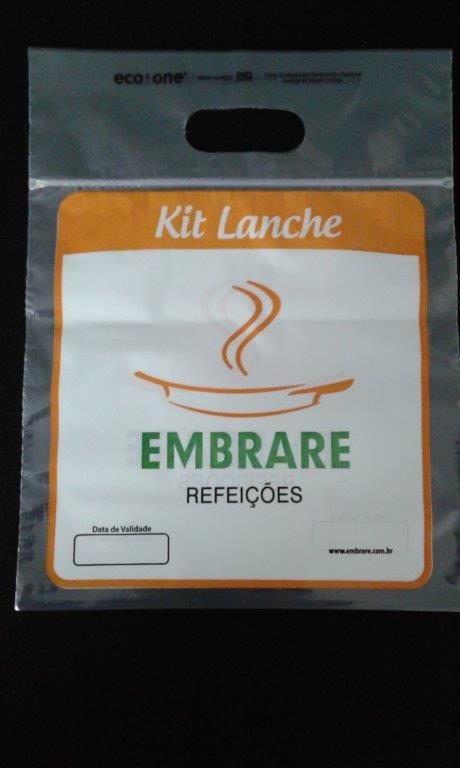 eco!one
Kit Lanche
EMBRARE
REFEIÇÕES
Data de Validade
www.embrare.com.br